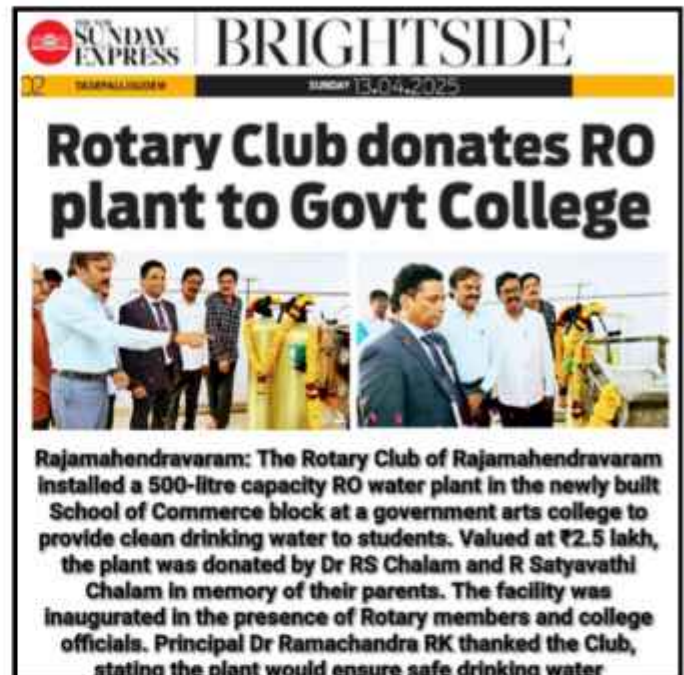 THE NEW
SUNDAY
EXPRESS
BRIGHTSIDE
02 TADEPALLIGUDEM SUNDAY 13.04.2025
Rotary Club donates RO
plant to Govt College
Rajamahendravaram: The Rotary Club of Rajamahendravaram
installed a 500-litre capacity RO water plant in the newly built
School of Commerce block at a government arts college to
provide clean drinking water to students. Valued at ₹2.5 lakh,
the plant was donated by Dr RS Chalam and R Satyavathi
Chalam in memory of their parents. The facility was
inaugurated in the presence of Rotary members and college
officials. Principal Dr Ramachandra RK thanked the Club,
stating the plant would ensure safe drinking water